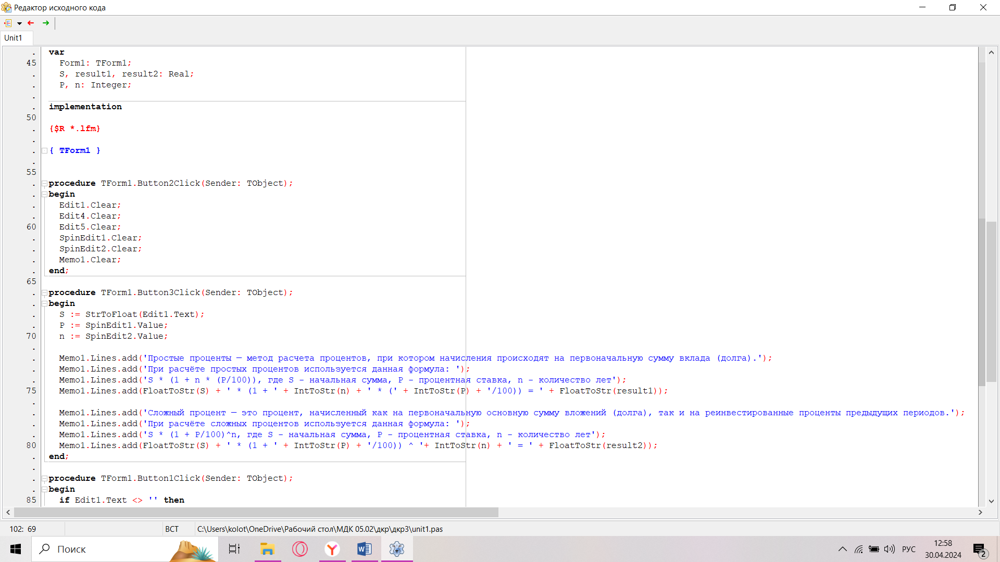 Редактор исходного кода
Unit1
. var
45 Form1: TForm1;
. S, result1, result2: Real;
. P, n: Integer;
.
. implementation
50
. {$R *.lfm}
.
. { TForm1 }
.
55
. procedure TForm1.Button2Click(Sender: TObject);
. begin
. Edit1.Clear;
. Edit4.Clear;
60 Edit5.Clear;
. SpinEdit1.Clear;
. SpinEdit2.Clear;
. Memo1.Clear;
. end;
65
. procedure TForm1.Button3Click(Sender: TObject);
. begin
. S := StrToFloat(Edit1.Text);
. P := SpinEdit1.Value;
70 n := SpinEdit2.Value;
.
. Memo1.Lines.add('Простые проценты — метод расчета процентов, при котором начисления происходят на первоначальную сумму вклада (долга).');
. Memo1.Lines.add('При расчёте простых процентов используется данная формула: ');
. Memo1.Lines.add('S * (1 + n * (P/100)), где S - начальная сумма, P - процентная ставка, n - количество лет');
75 Memo1.Lines.add(FloatToStr(S) + ' * (1 + ' + IntToStr(n) + ' * (' + IntToStr(P) + '/100)) = ' + FloatToStr(result1));
.
. Memo1.Lines.add('Сложный процент — это процент, начисленный как на первоначальную основную сумму вложений (долга), так и на реинвестированные проценты предыдущих периодов.');
. Memo1.Lines.add('При расчёте сложных процентов используется данная формула: ');
. Memo1.Lines.add('S * (1 + P/100)^n, где S - начальная сумма, P - процентная ставка, n - количество лет');
80 Memo1.Lines.add(FloatToStr(S) + ' * (1 + ' + IntToStr(P) + '/100)) ^ '+ IntToStr(n) + ' = ' + FloatToStr(result2));
. end;
.
. procedure TForm1.Button1Click(Sender: TObject);
. begin
85 if Edit1.Text <> '' then
102: 69 ВСТ C:\Users\kolot\OneDrive\Рабочий стол\МДК 05.02\дкр\дкр3\unit1.pas
Поиск
РУС
12:58
30.04.2024
2